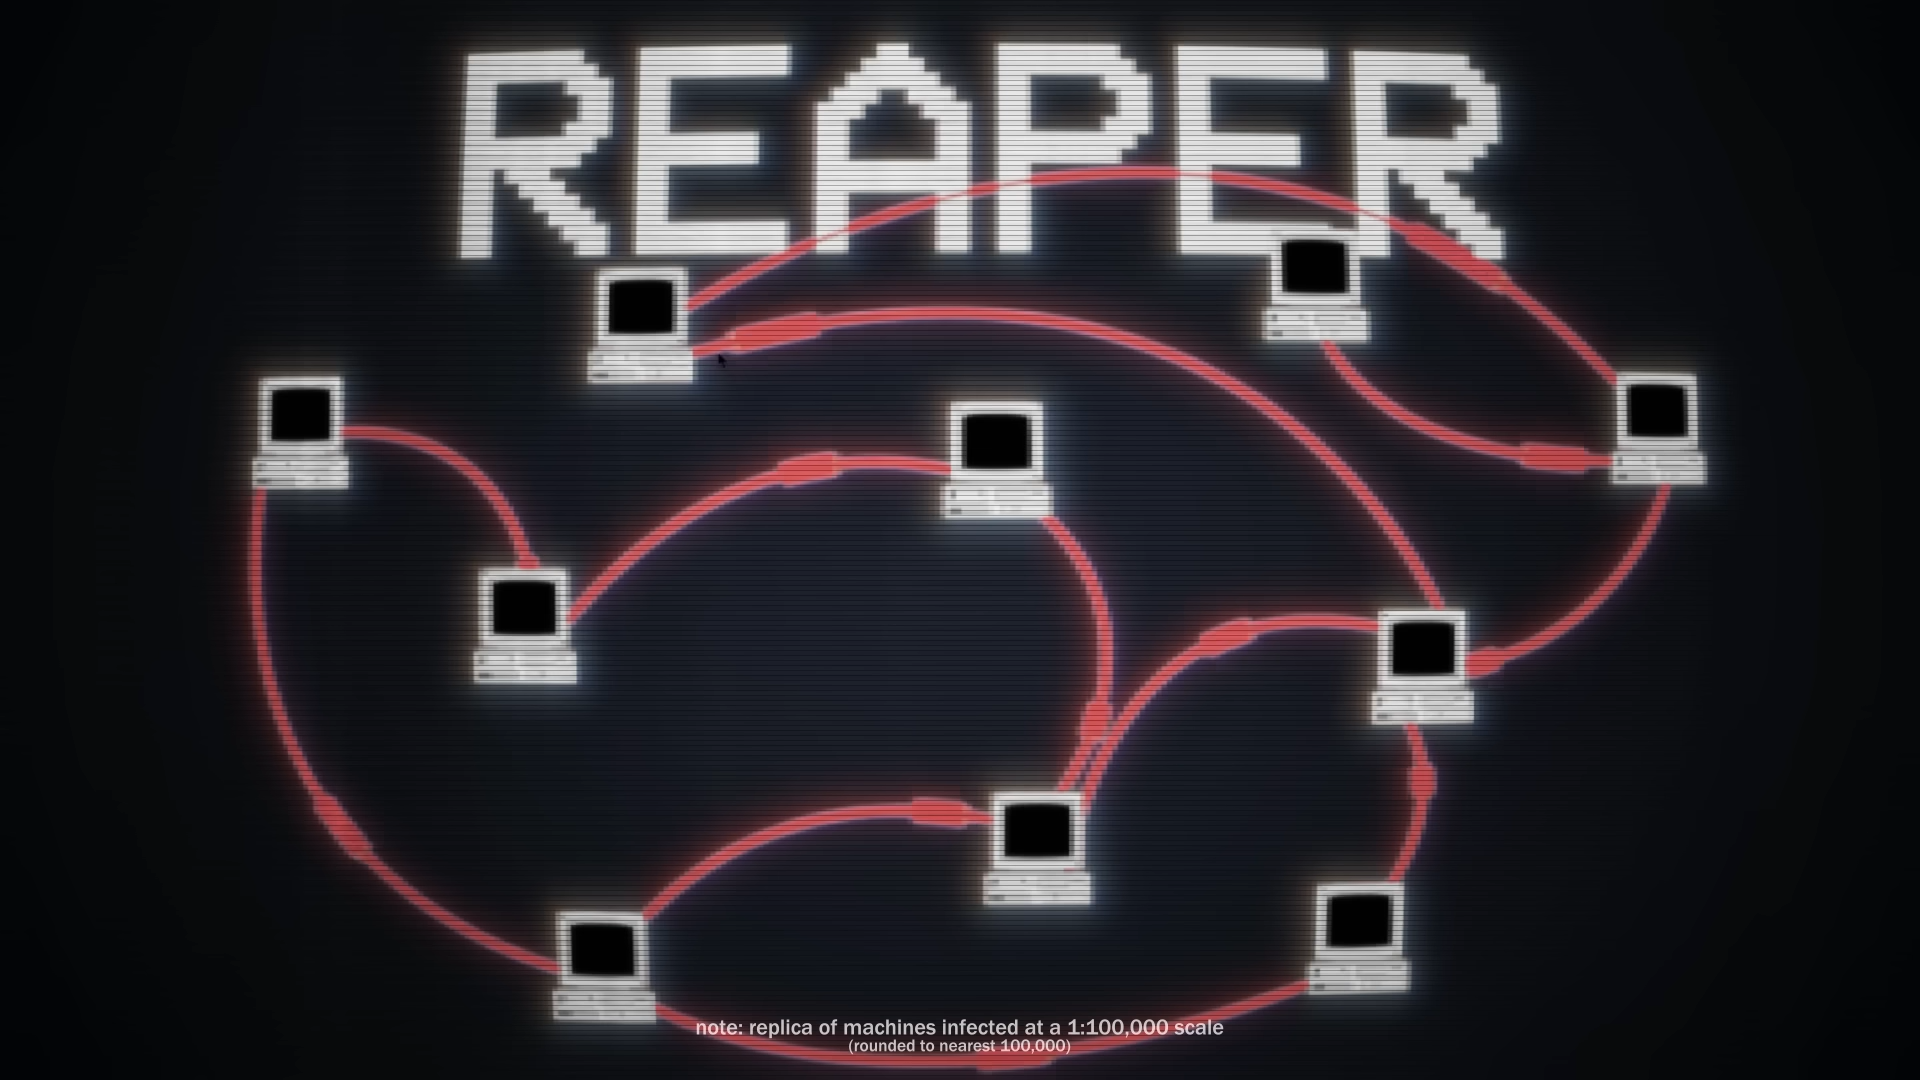 REAPER
note: replica of machines infected at a 1:100,000 scale
(rounded to nearest 100,000)